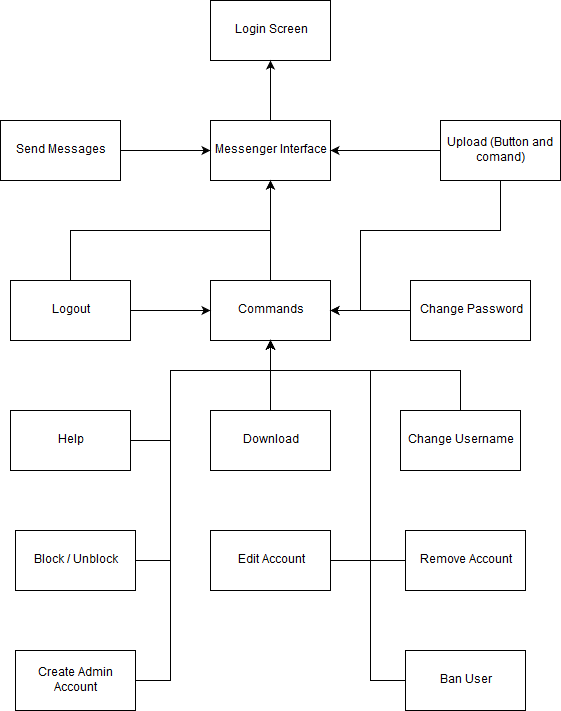 Login Screen
Send Messages
Messenger Interface
Upload (Button and
comand)
Logout
Commands
Change Password
Help
Download
Change Username
Block / Unblock
Edit Account
Remove Account
Create Admin
Account
Ban User